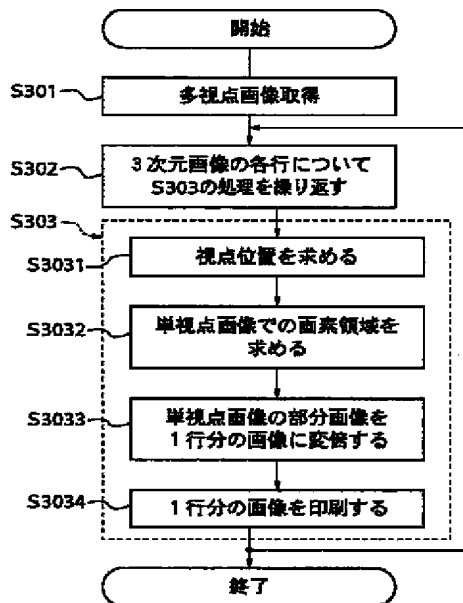 開始
S301
多視点画像取得
S302
3次元画像の各行について
S303の処理を繰り返す
S303
S3031
視点位置を求める
S3032
単視点画像での画素領域を
求める
S3033
単視点画像の部分画像を
1行分の画像に変倍する
S3034
1行分の画像を印刷する
終了